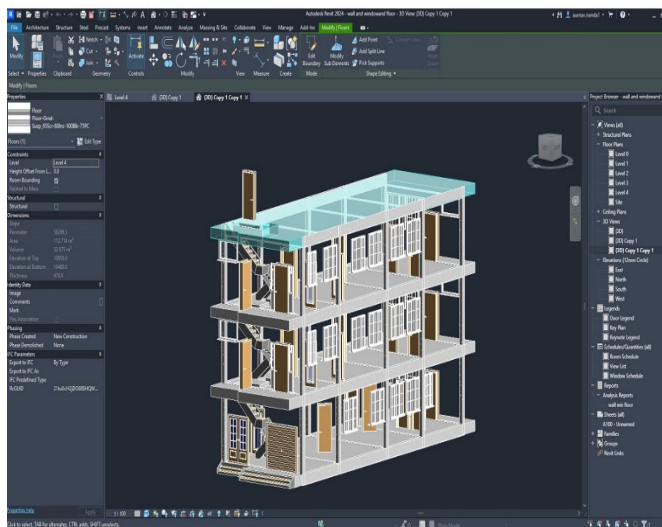 Autodesk Revit 2024 - wall and windowand floor - 3D View: {3D} Copy 1 Copy 1
File Architecture Structure Steel Precast Systems Insert Annotate Analyze Massing & Site Collaborate View Manage Add-Ins Modify | Floors
Modify
Paste
Cut
Join
Activate
Edit Boundary
Modify Sub Elements
Add Point
Add Split Line
Pick Supports
Select Properties Clipboard Geometry Controls Modify View Measure Create Mode Shape Editing
Modify | Floors
Properties
Level 4
{3D} Copy 1
{3D} Copy 1 Copy 1
Project Browser - wall and windowand
Floor
Floors (1)
Edit Type
Constraints
Level Level 4
Height Offset From L... 0.0
Room Bounding
Related to Mass
Structural
Structural
Dimensions
Slope
Perimeter
Area
Volume
Elevation at Top
Elevation at Bottom
Thickness
Identity Data
Image
Comments
Mark
Has Association
Phasing
Phase Created New Construction
Phase Demolished None
IFC Parameters
Export to IFC By Type
Export to IFC As
IFC Predefined Type
IfcGUID
Properties help
Apply
Search
Views (all)
Structural Plans
Floor Plans
Level 0
Level 1
Level 2
Level 3
Level 4
Site
Ceiling Plans
3D Views
{3D}
{3D} Copy 1
{3D} Copy 1 Copy 1
Elevations (12mm Circle)
East
North
South
West
Legends
Door Legend
Key Plan
Keynote Legend
Schedules/Quantities (all)
Room Schedule
View List
Window Schedule
Reports
Analysis Reports
wall win floor
Sheets (all)
A100 - Unnamed
Families
Groups
Revit Links
1 : 100
Click to select, TAB for alternates, CTRL adds, SHIFT unselects.